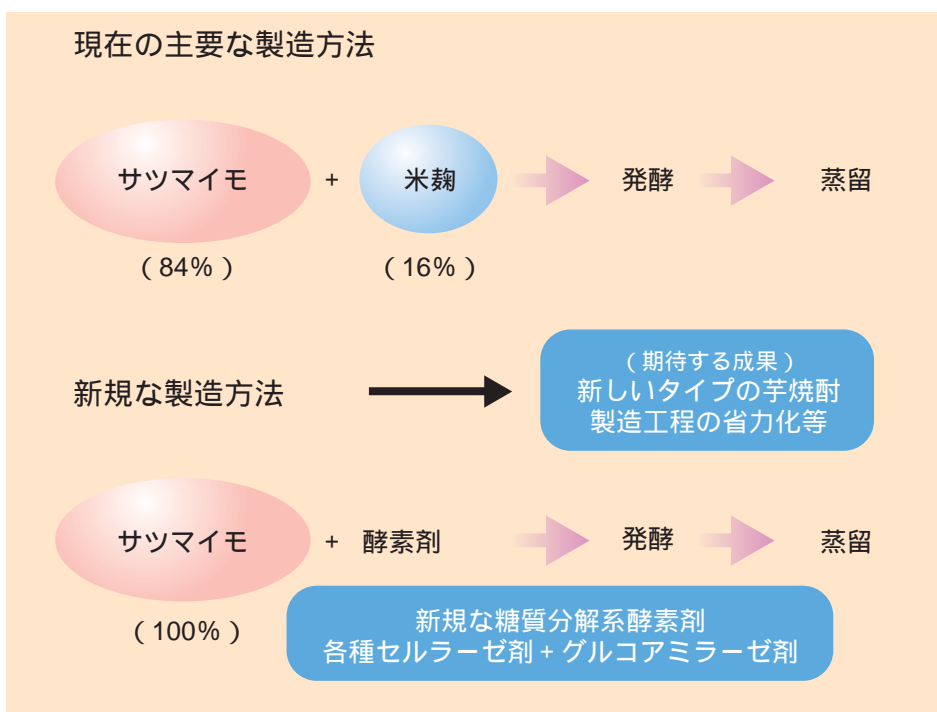 現在の主要な製造方法
サツマイモ + 米麹 発酵 蒸留
（84%） （16%）
新規な製造方法
（期待する成果）
新しいタイプの芋焼酎
製造工程の省力化等
サツマイモ + 酵素剤 発酵 蒸留
（100%）
新規な糖質分解系酵素剤
各種セルラーゼ剤+グルコアミラーゼ剤